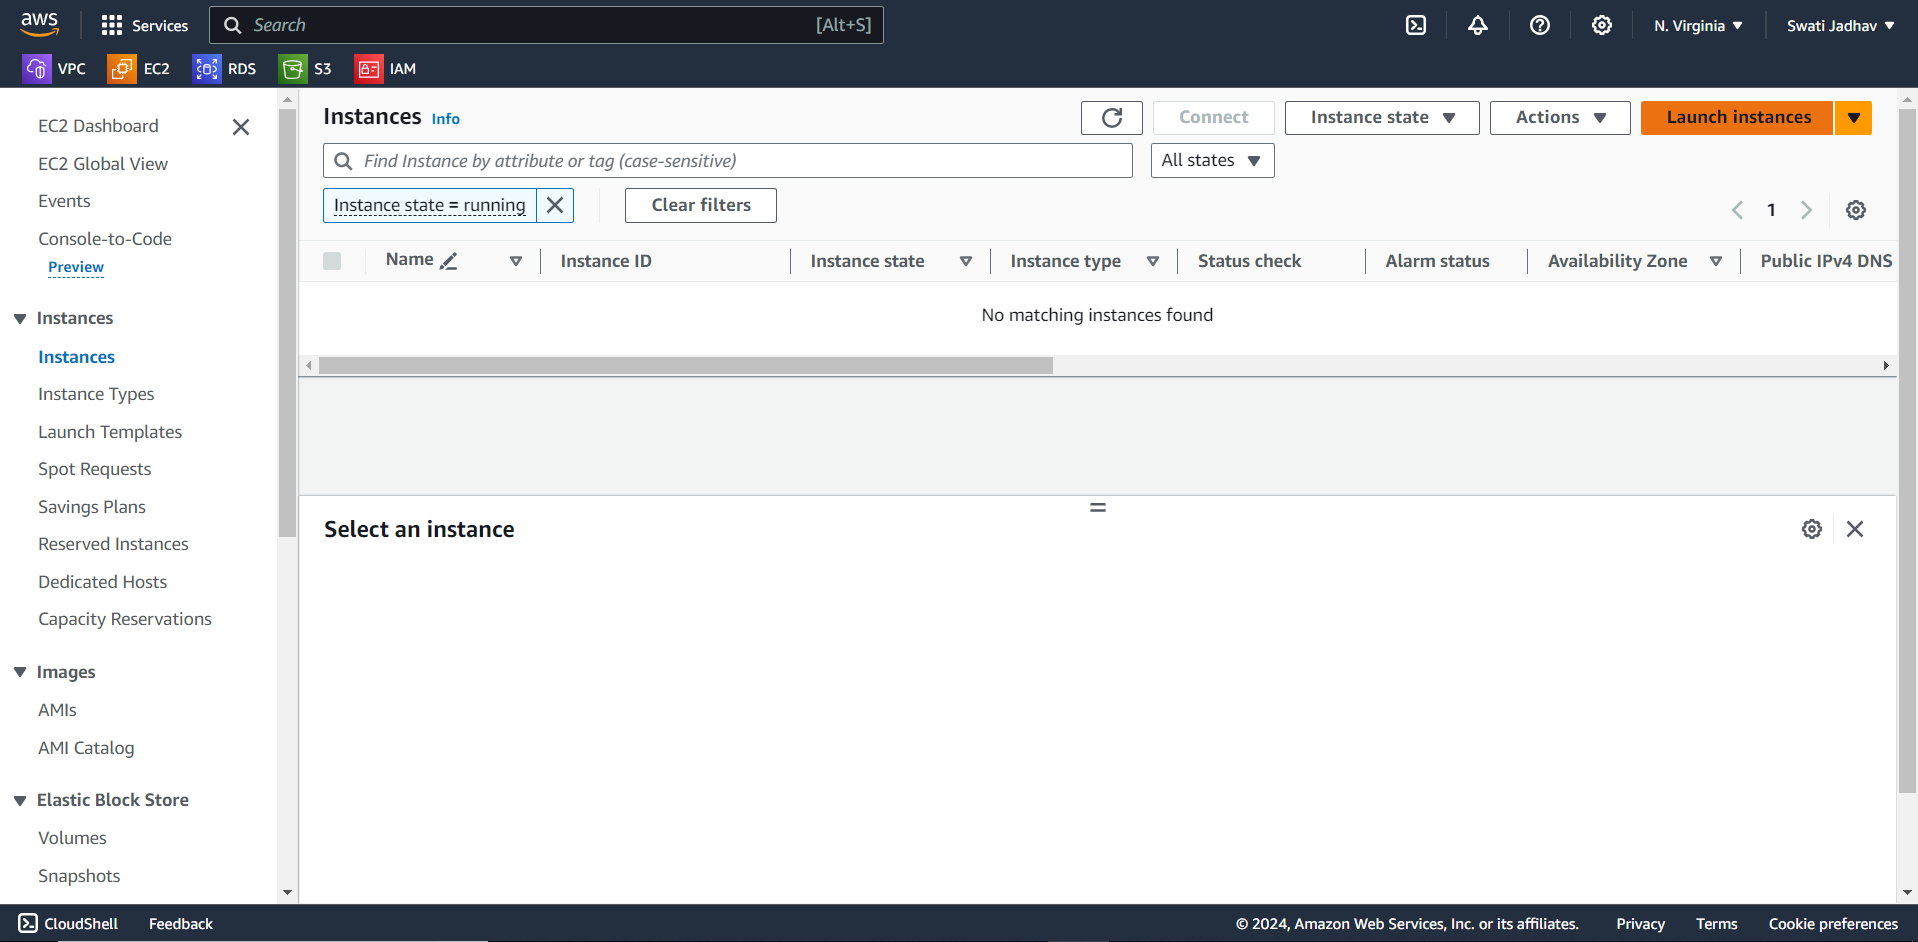 aws Services Search [Alt+S] N. Virginia Swati Jadhav
VPC EC2 RDS S3 IAM
EC2 Dashboard
EC2 Global View
Events
Console-to-Code
Preview
Instances
Instances
Instance Types
Launch Templates
Spot Requests
Savings Plans
Reserved Instances
Dedicated Hosts
Capacity Reservations
Images
AMIs
AMI Catalog
Elastic Block Store
Volumes
Snapshots
Instances Info Connect Instance state Actions Launch instances
Find Instance by attribute or tag (case-sensitive) All states
Instance state = running Clear filters 1
Name Instance ID Instance state Instance type Status check Alarm status Availability Zone Public IPv4 DNS
No matching instances found
Select an instance
CloudShell Feedback © 2024, Amazon Web Services, Inc. or its affiliates. Privacy Terms Cookie preferences